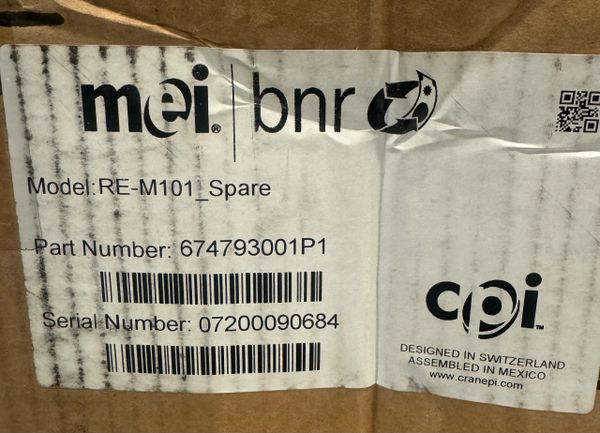 mei® | bnr
Model:RE-M101_Spare
Part Number: 674793001P1
Serial Number: 07200090684
cpi™
DESIGNED IN SWITZERLAND
ASSEMBLED IN MEXICO
www.cranepi.com